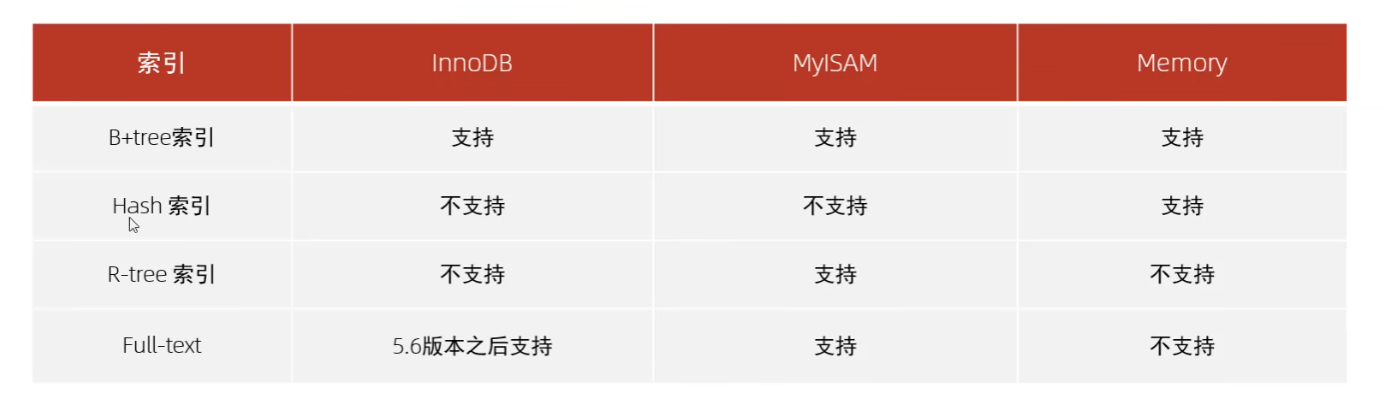 索引 InnoDB MyISAM Memory
B+tree索引 支持 支持 支持
Hash 索引 不支持 不支持 支持
R-tree 索引 不支持 支持 不支持
Full-text 5.6版本之后支持 支持 不支持